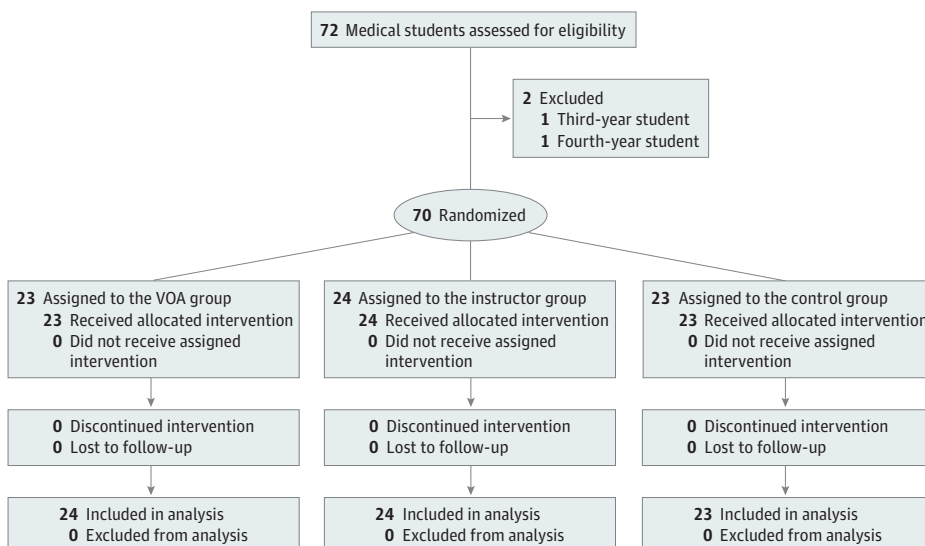 72 Medical students assessed for eligibility
2 Excluded
1 Third-year student
1 Fourth-year student
70 Randomized
23 Assigned to the VOA group
23 Received allocated intervention
0 Did not receive assigned
intervention
24 Assigned to the instructor group
24 Received allocated intervention
0 Did not receive assigned
intervention
23 Assigned to the control group
23 Received allocated intervention
0 Did not receive assigned
intervention
0 Discontinued intervention
0 Lost to follow-up
0 Discontinued intervention
0 Lost to follow-up
0 Discontinued intervention
0 Lost to follow-up
24 Included in analysis
0 Excluded from analysis
24 Included in analysis
0 Excluded from analysis
23 Included in analysis
0 Excluded from analysis